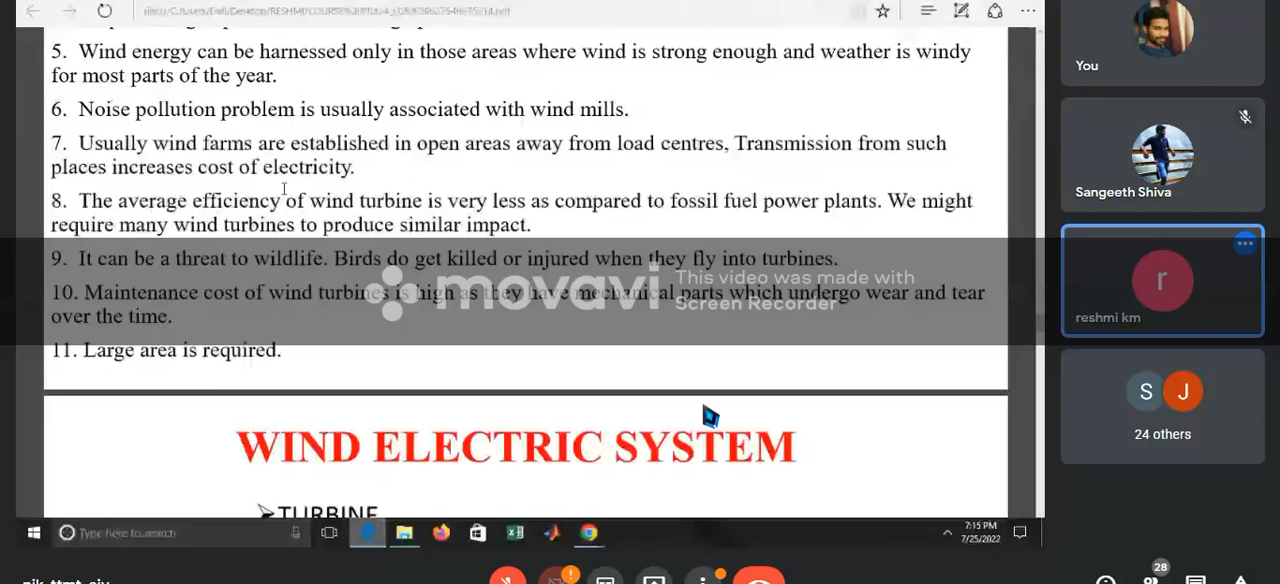 5. Wind energy can be harnessed only in those areas where wind is strong enough and weather is windy
for most parts of the year.
6. Noise pollution problem is usually associated with wind mills.
7. Usually wind farms are established in open areas away from load centres, Transmission from such
places increases cost of electricity.
8. The average efficiency of wind turbine is very less as compared to fossil fuel power plants. We might
require many wind turbines to produce similar impact.
9. It can be a threat to wildlife. Birds do get killed or injured when they fly into turbines.
10. Maintenance cost of wind turbines is high as they have mechanical parts which undergo wear and tear
over the time.
11. Large area is required.
movavi
This video was made with
Screen Recorder
WIND ELECTRIC SYSTEM
➢TURBINE
Type here to search
7:15 PM
7/25/2022
You
Sangeeth Shiva
r
reshmi km
S J
24 others
28